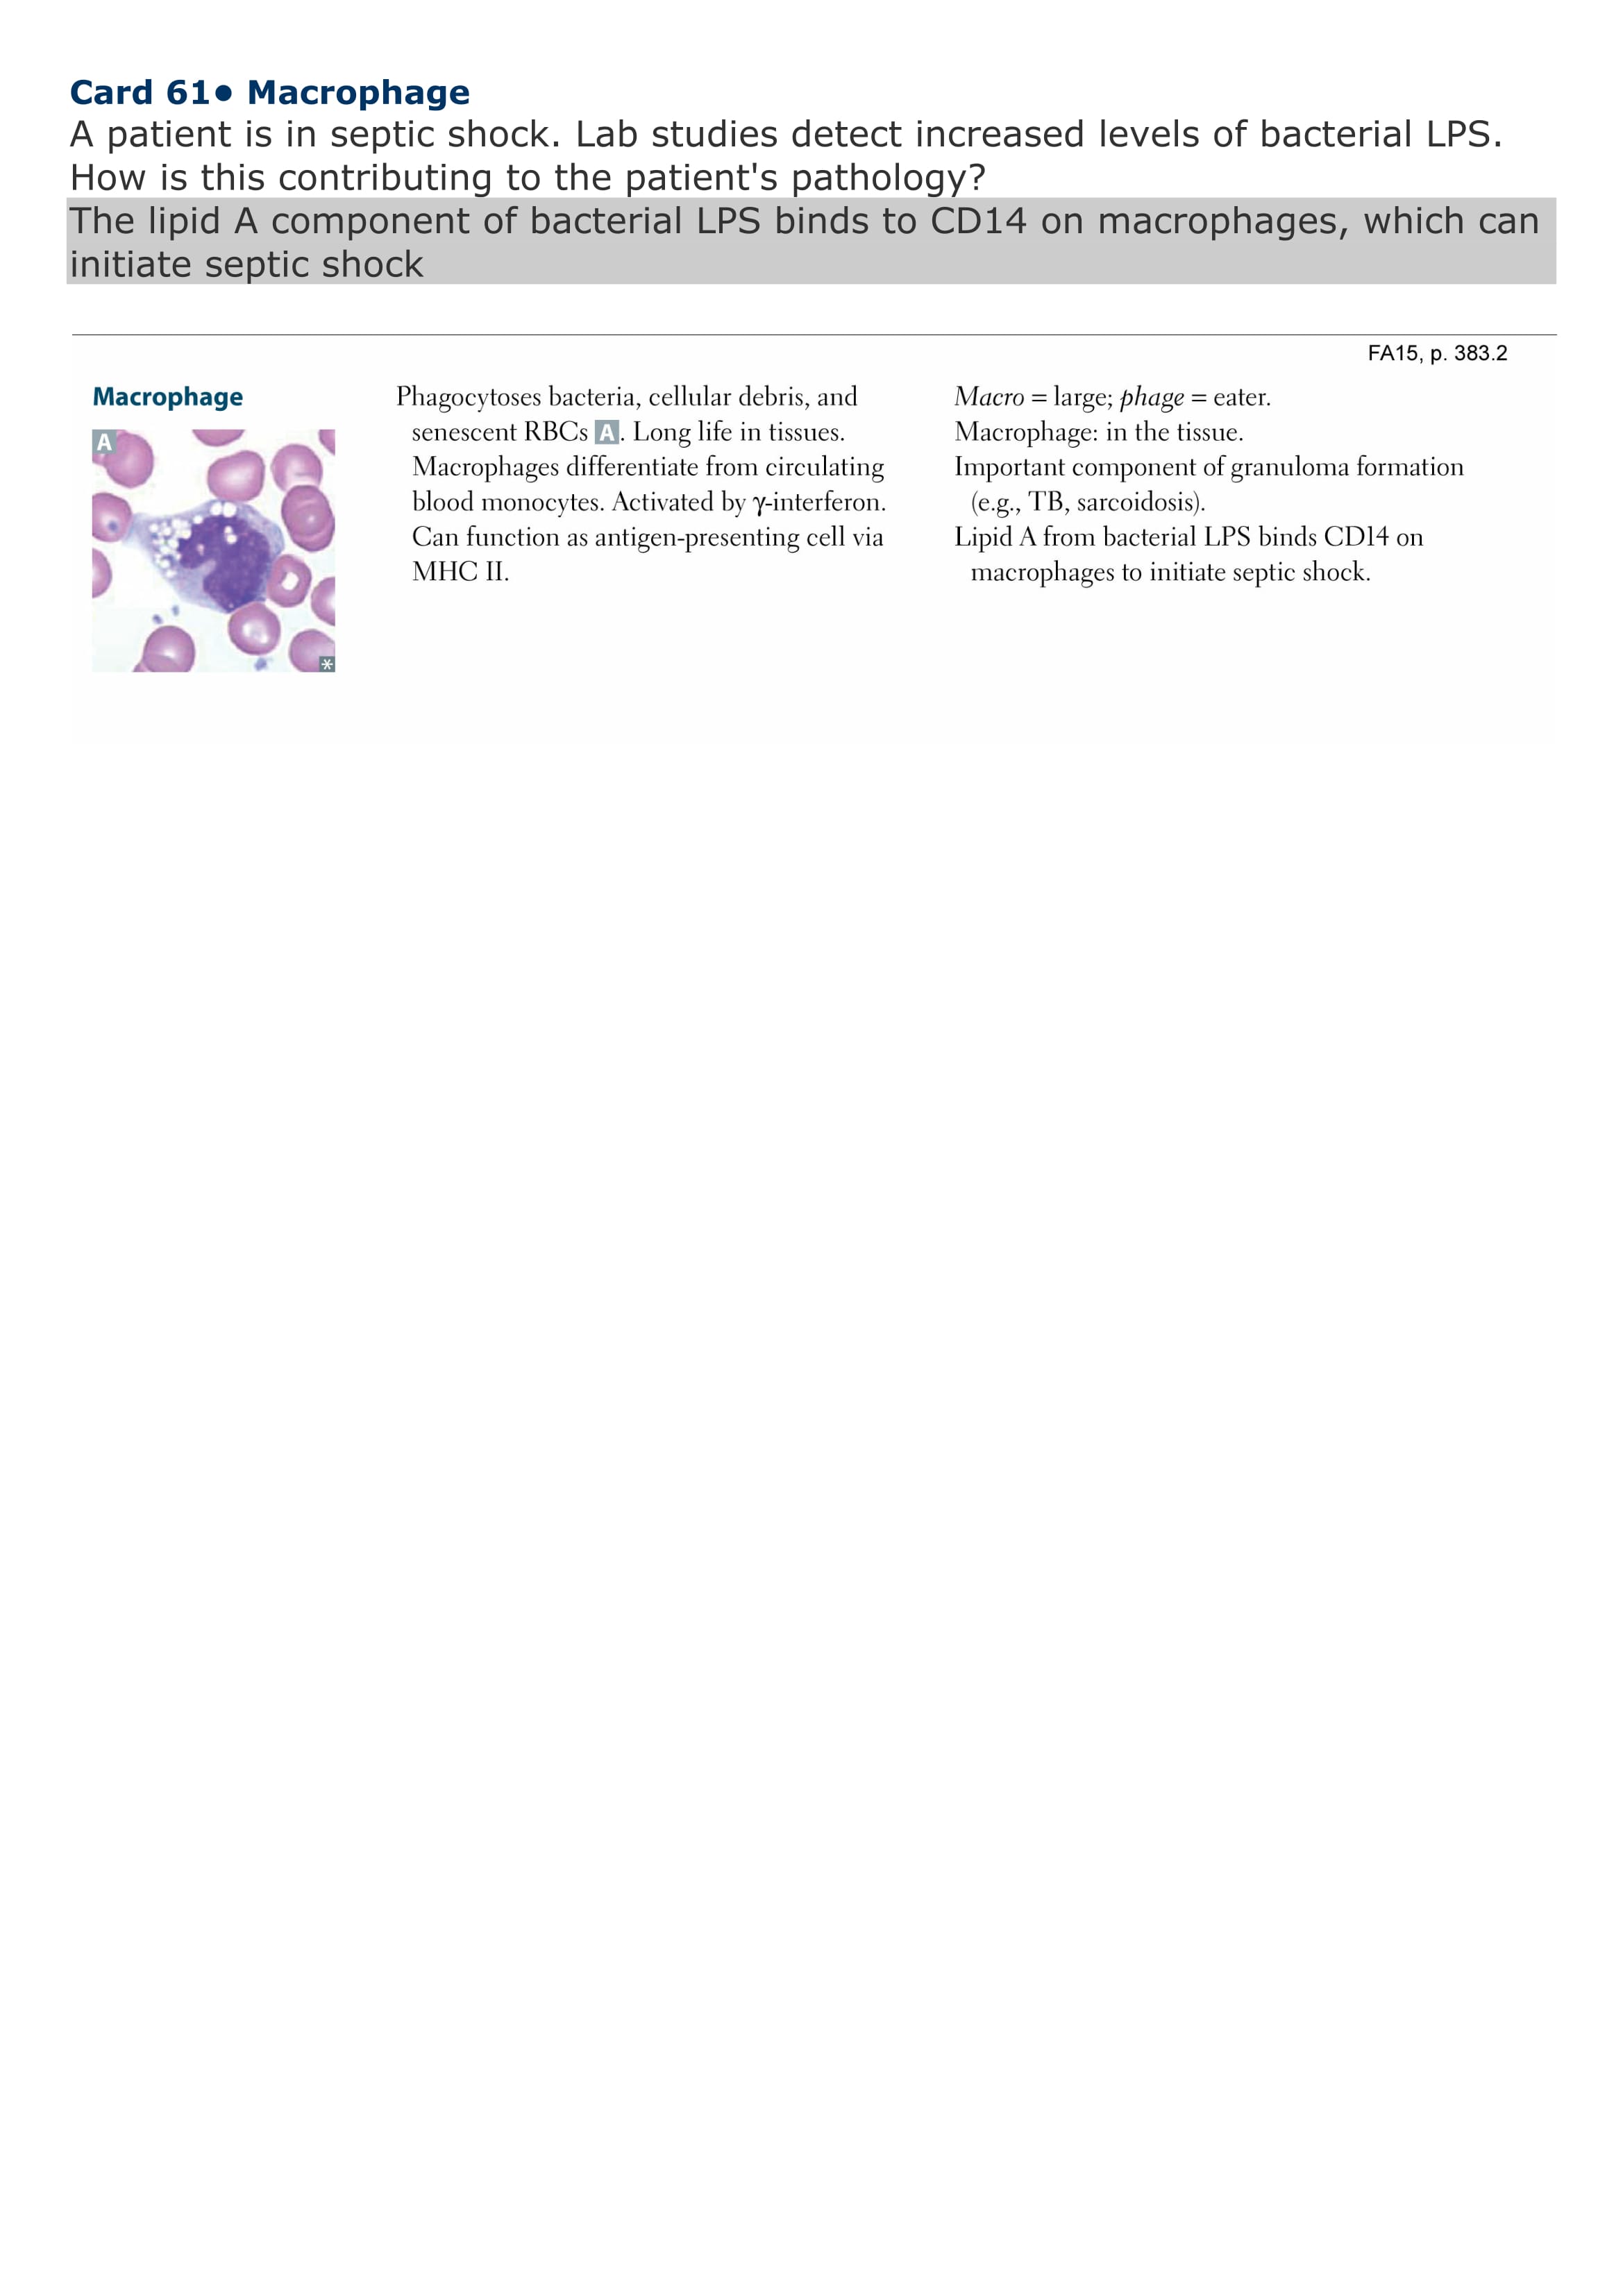 Card 61● Macrophage
A patient is in septic shock. Lab studies detect increased levels of bacterial LPS.
How is this contributing to the patient's pathology?
The lipid A component of bacterial LPS binds to CD14 on macrophages, which can
initiate septic shock
FA15, p. 383.2
Macrophage
A
*
Phagocytoses bacteria, cellular debris, and
senescent RBCs A. Long life in tissues.
Macrophages differentiate from circulating
blood monocytes. Activated by γ-interferon.
Can function as antigen-presenting cell via
MHC II.
Macro = large; phage = eater.
Macrophage: in the tissue.
Important component of granuloma formation
(e.g., TB, sarcoidosis).
Lipid A from bacterial LPS binds CD14 on
macrophages to initiate septic shock.